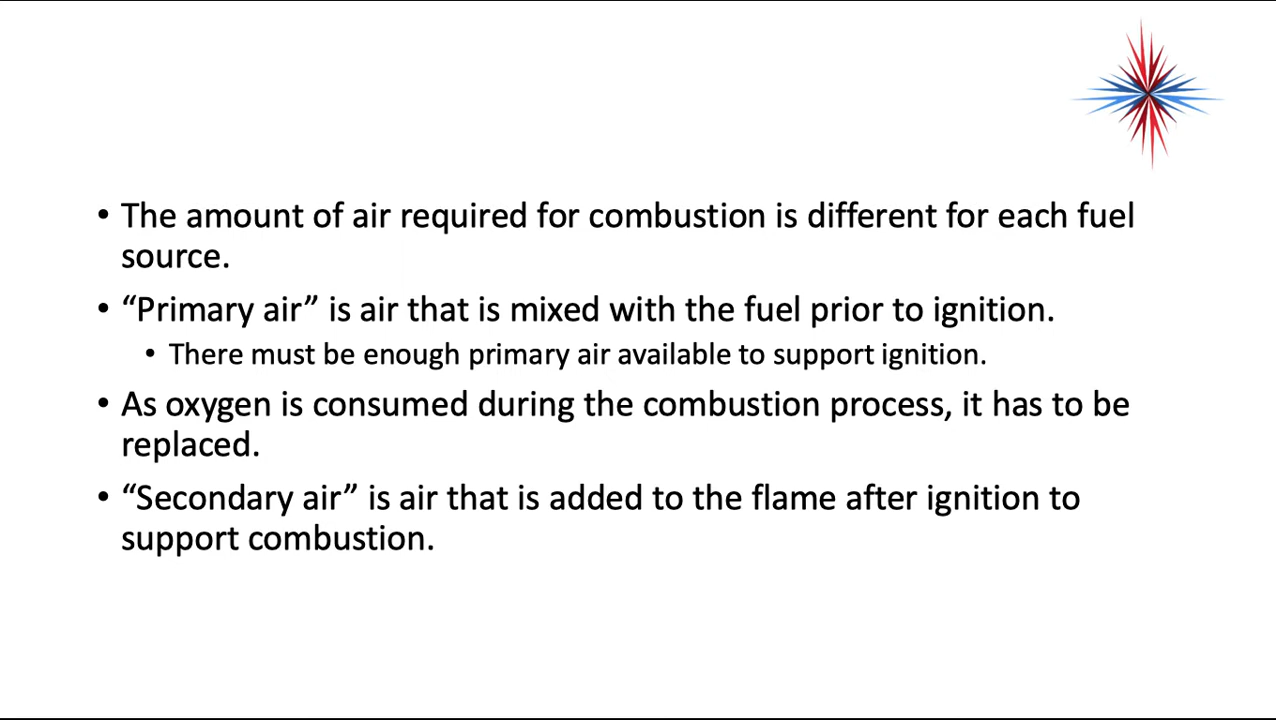 • The amount of air required for combustion is different for each fuel
source.
• “Primary air” is air that is mixed with the fuel prior to ignition.
• There must be enough primary air available to support ignition.
• As oxygen is consumed during the combustion process, it has to be
replaced.
• “Secondary air” is air that is added to the flame after ignition to
support combustion.